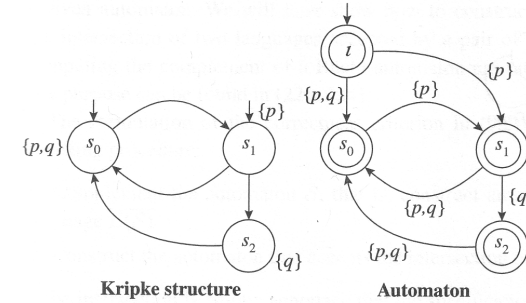 ι
{p}
{p,q}
{p}
{p}
{p,q}
s0
s1
s0
s1
{p,q}
{q
s2
{q}
{p,q}
s2
Kripke structure
Automaton